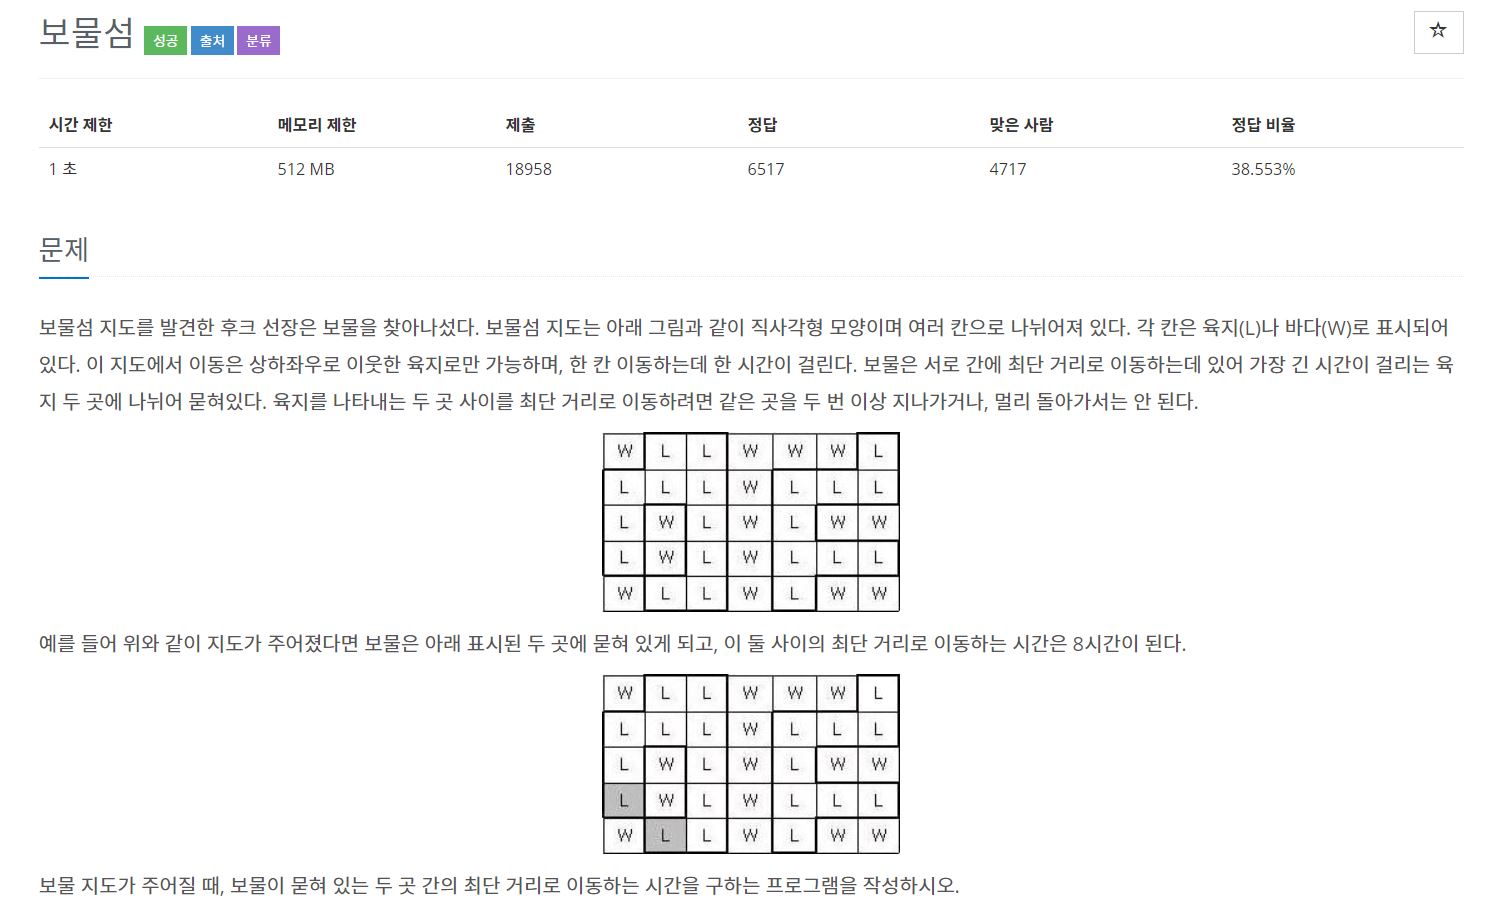 보물섬 성공 출처 분류
☆
시간 제한 메모리 제한 제출 정답 맞은 사람 정답 비율
1 초 512 MB 18958 6517 4717 38.553%
문제
보물섬 지도를 발견한 후크 선장은 보물을 찾아나섰다. 보물섬 지도는 아래 그림과 같이 직사각형 모양이며 여러 칸으로 나뉘어져 있다. 각 칸은 육지(L)나 바다(W)로 표시되어
있다. 이 지도에서 이동은 상하좌우로 이웃한 육지로만 가능하며, 한 칸 이동하는데 한 시간이 걸린다. 보물은 서로 간에 최단 거리로 이동하는데 있어 가장 긴 시간이 걸리는 육
지 두 곳에 나뉘어 묻혀있다. 육지를 나타내는 두 곳 사이를 최단 거리로 이동하려면 같은 곳을 두 번 이상 지나가거나, 멀리 돌아가서는 안 된다.
W L L W W W L
L L L W L L L
L W L W L W W
L W L W L L L
W L L W L W W
예를 들어 위와 같이 지도가 주어졌다면 보물은 아래 표시된 두 곳에 묻혀 있게 되고, 이 둘 사이의 최단 거리로 이동하는 시간은 8시간이 된다.
W L L W W W L
L L L W L L L
L W L W L W W
L W L W L L L
W L L W L W W
보물 지도가 주어질 때, 보물이 묻혀 있는 두 곳 간의 최단 거리로 이동하는 시간을 구하는 프로그램을 작성하시오.